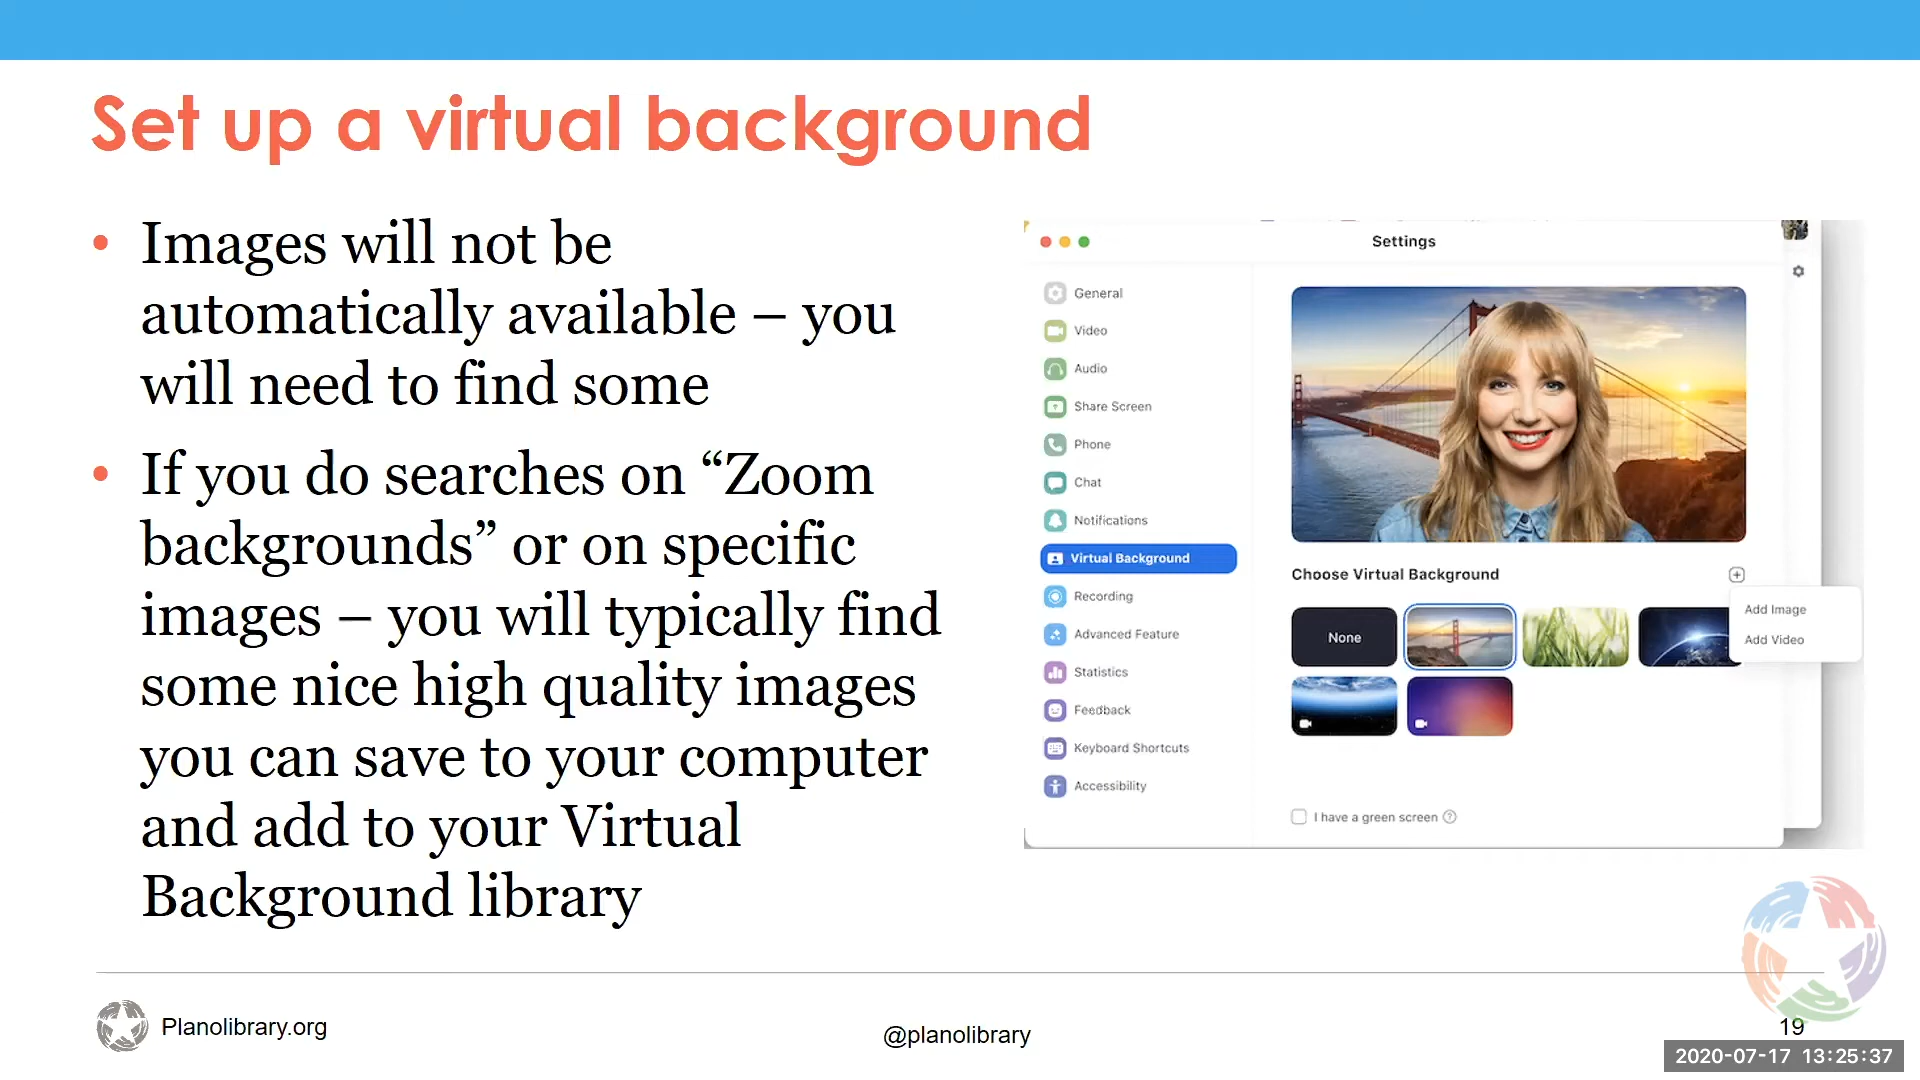 Set up a virtual background
• Images will not be
automatically available – you
will need to find some
• If you do searches on “Zoom
backgrounds” or on specific
images – you will typically find
some nice high quality images
you can save to your computer
and add to your Virtual
Background library
Settings
General
Video
Audio
Share Screen
Phone
Chat
Notifications
Virtual Background
Recording
Advanced Feature
Statistics
Feedback
Keyboard Shortcuts
Accessibility
Choose Virtual Background
Add Image
Add Video
None
I have a green screen
Planolibrary.org
@planolibrary
19
2020-07-17 13:25:37